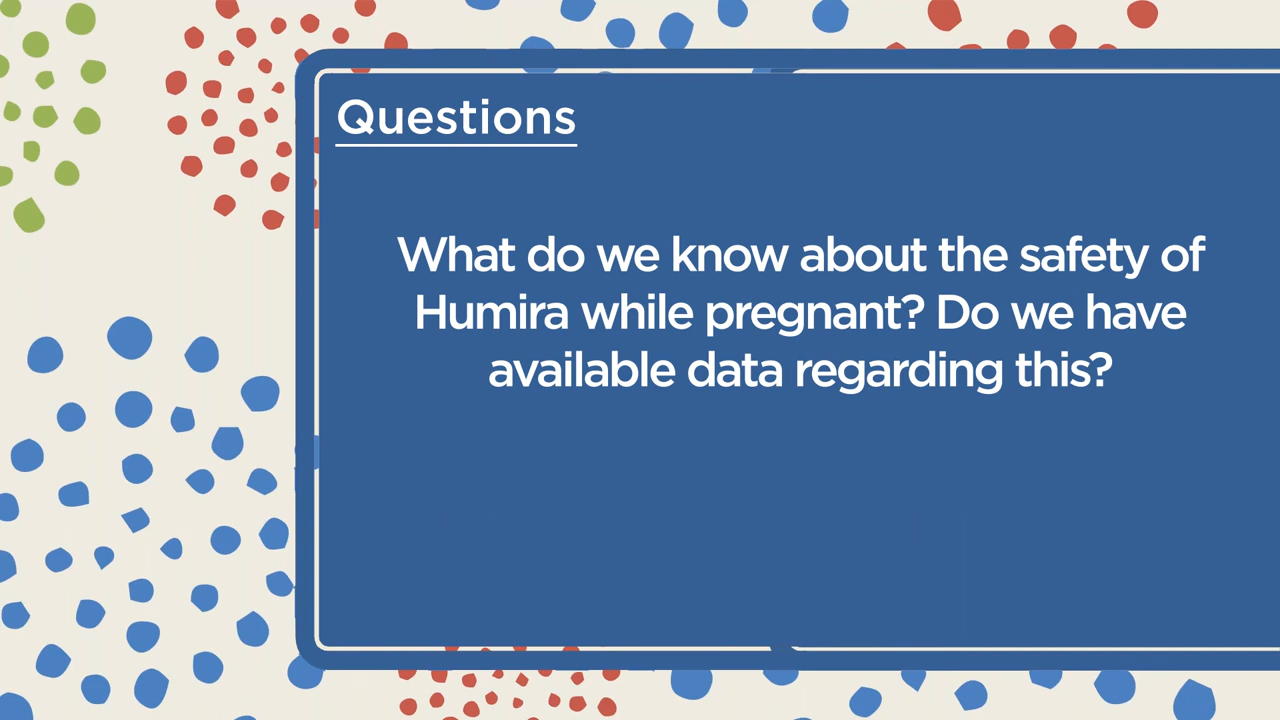 Questions
What do we know about the safety of
Humira while pregnant? Do we have
available data regarding this?